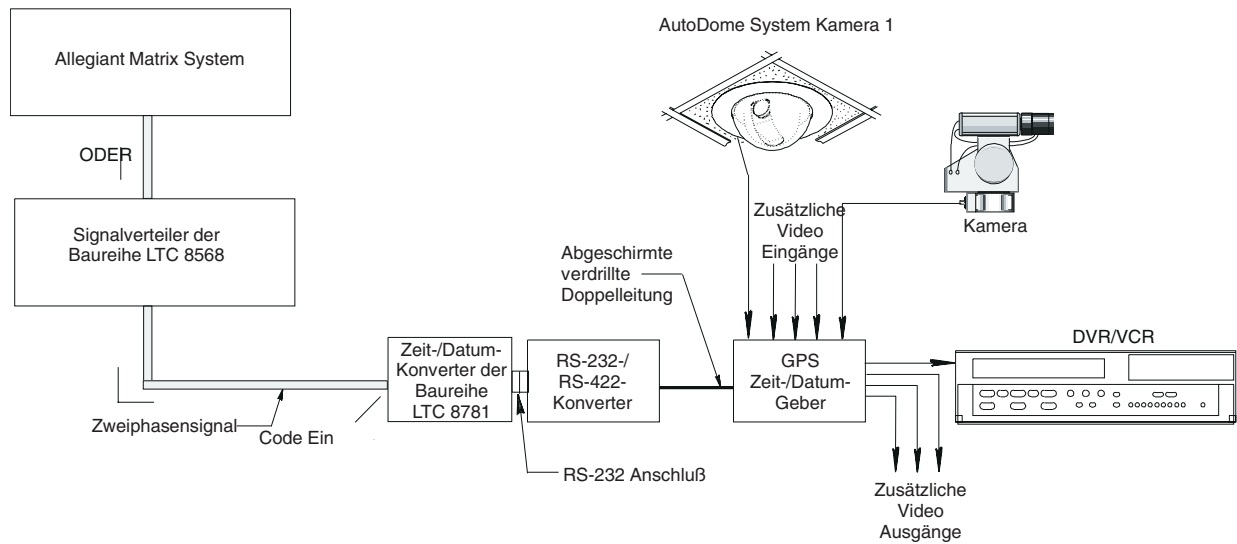 AutoDome System Kamera 1
Allegiant Matrix System
ODER
Signalverteiler der
Baureihe LTC 8568
Zusätzliche
Video
Eingänge
Kamera
Abgeschirmte
verdrillte
Doppelleitung
DVR/VCR
Zeit-/Datum-
Konverter der
Baureihe
LTC 8781
RS-232-/
RS-422-
Konverter
GPS
Zeit-/Datum-
Geber
Zweiphasensignal
Code Ein
RS-232 Anschluß
Zusätzliche
Video
Ausgänge